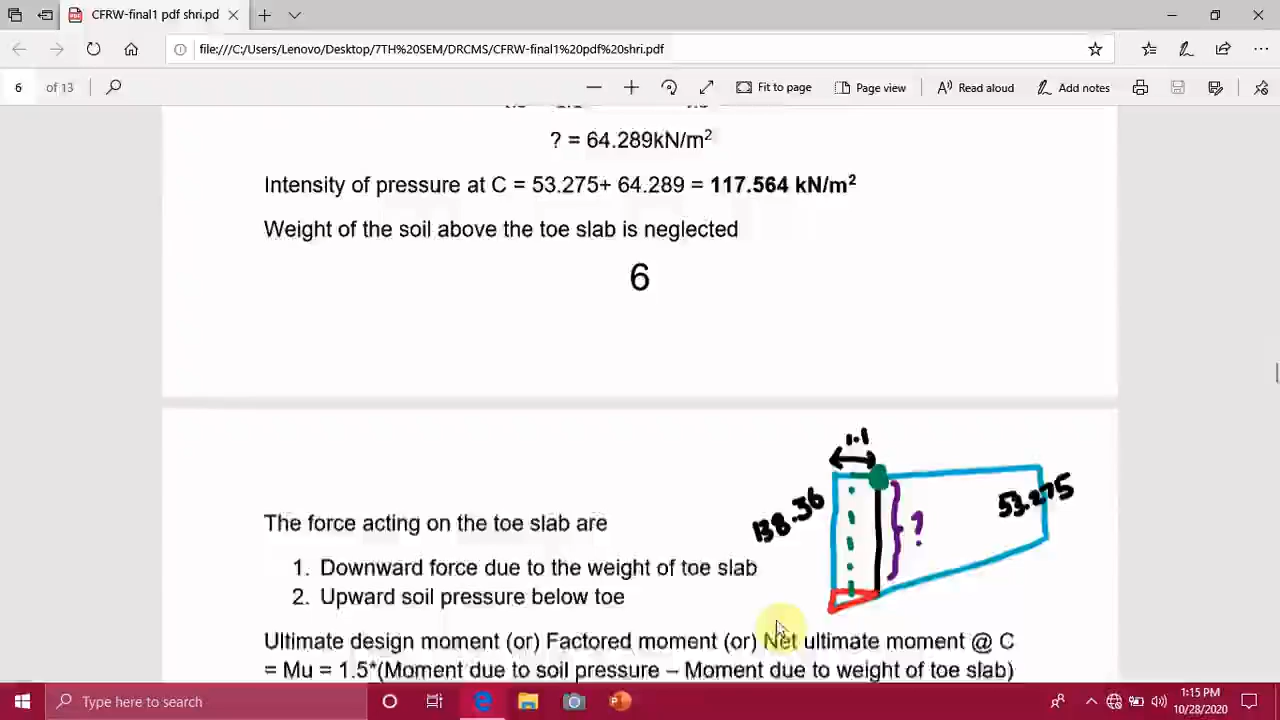 CFRW-final1 pdf shri.pd
file:///C:/Users/Lenovo/Desktop/7TH%20SEM/DRCMS/CFRW-final1%20pdf%20shri.pdf
6 of 13
Fit to page
Page view
Read aloud
Add notes
? = 64.289kN/m²
Intensity of pressure at C = 53.275+ 64.289 = 117.564 kN/m²
Weight of the soil above the toe slab is neglected
6
1.1
138.36
53.275
?
The force acting on the toe slab are
1. Downward force due to the weight of toe slab
2. Upward soil pressure below toe
Ultimate design moment (or) Factored moment (or) Net ultimate moment @ C
= Mu = 1.5*(Moment due to soil pressure – Moment due to weight of toe slab)
Type here to search
1:15 PM
10/28/2020